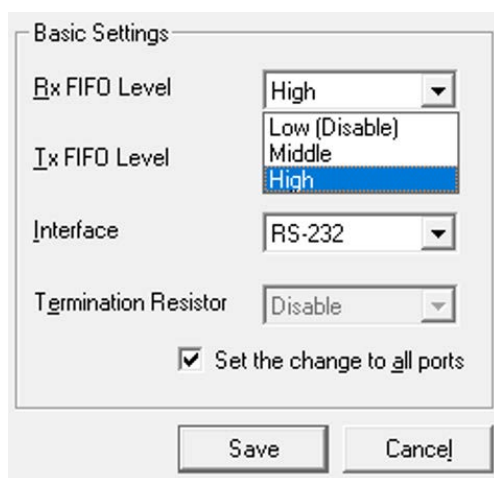 Basic Settings
Rx FIFO Level
High
Low (Disable)
Middle
High
Tx FIFO Level
Interface
RS-232
Termination Resistor
Disable
Set the change to all ports
Save
Cancel